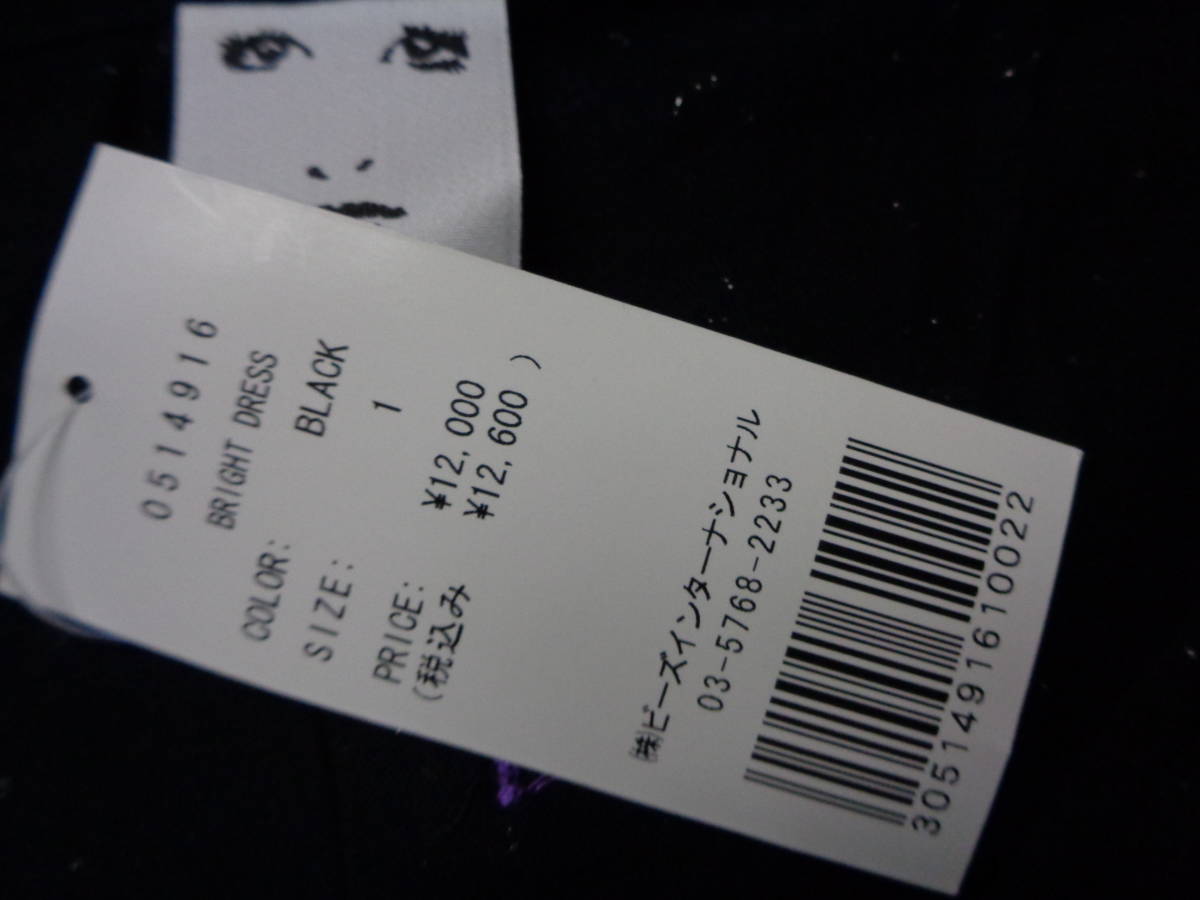 0514916
BRIGHT DRESS
COLOR: BLACK
SIZE: 1
PRICE: ¥12,000
(税込み ¥12,600 )
㈱ビーズインターナショナル
03-5768-2233
3051491610022